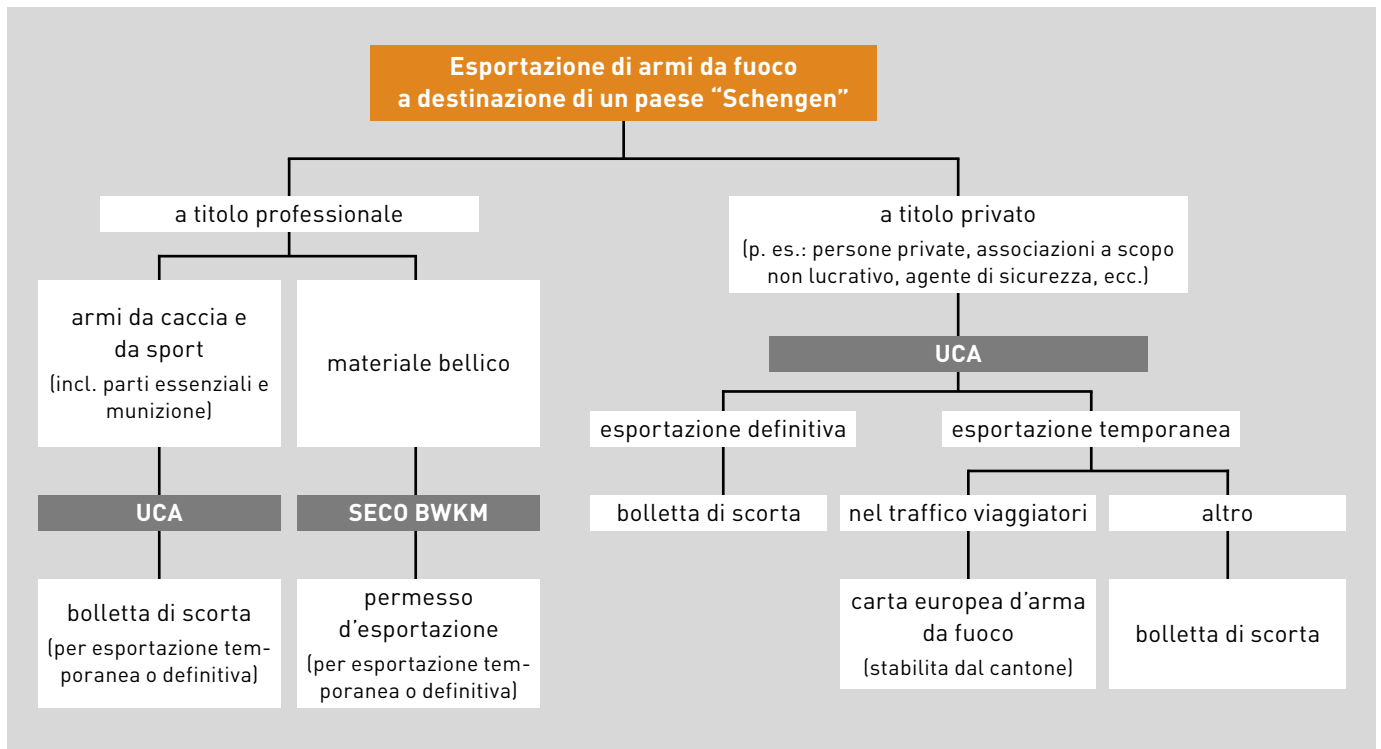 Esportazione di armi da fuoco
a destinazione di un paese “Schengen”
a titolo professionale
a titolo privato
(p. es.: persone private, associazioni a scopo
non lucrativo, agente di sicurezza, ecc.)
armi da caccia e
da sport
(incl. parti essenziali e
munizione)
materiale bellico
UCA
esportazione definitiva
esportazione temporanea
UCA
SECO BWKM
bolletta di scorta
nel traffico viaggiatori
altro
bolletta di scorta
(per esportazione tem-
poranea o definitiva)
permesso
d’esportazione
(per esportazione tem-
poranea o definitiva)
carta europea d’arma
da fuoco
(stabilita dal cantone)
bolletta di scorta